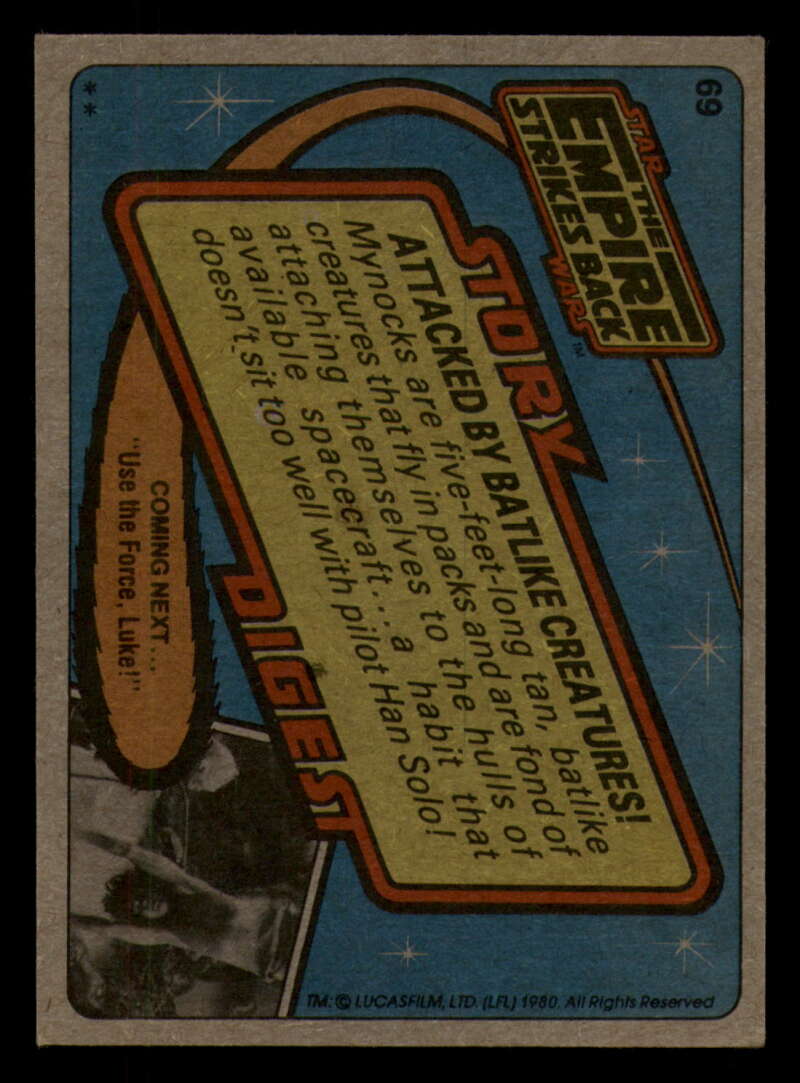 69
STAR
THE
EMPIRE
STRIKES BACK
WARS™
STORY
ATTACKED BY BATLIKE CREATURES!
Mynocks are five-feet-long tan, batlike
creatures that fly in packs and are fond of
attaching themselves to the hulls of
available spacecraft... a habit that
doesn't sit too well with pilot Han Solo!
DIGEST
COMING NEXT...
"Use the Force, Luke!"
**
TM: © LUCASFILM, LTD. (LFL) 1980. All Rights Reserved